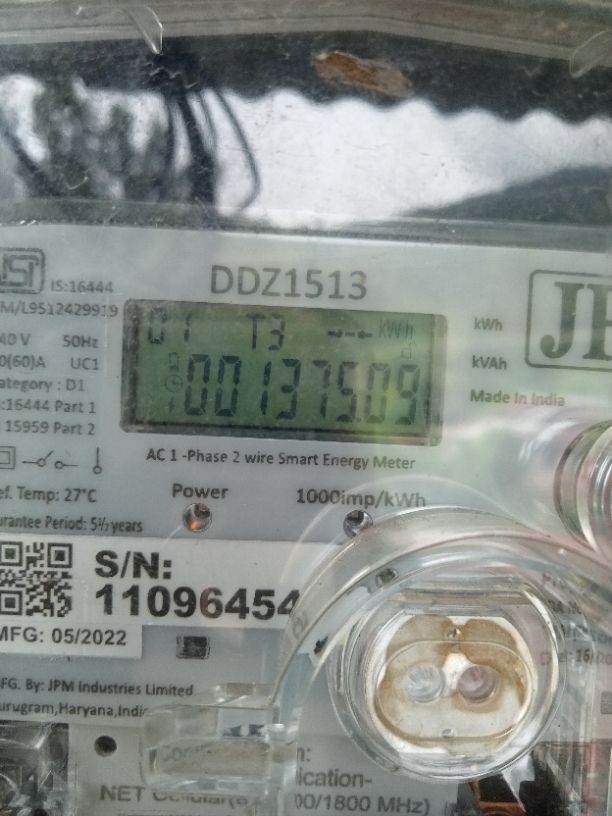 DDZ1513
IS:16444
M/L9512429919
40 V 50Hz
0(60)A UC1
ategory : D1
:16444 Part 1
15959 Part 2
01 T3 kWh
00137509
kWh
kVAh
Made In India
AC 1 -Phase 2 wire Smart Energy Meter
ef. Temp: 27°C
Power
1000imp/kWh
arantee Period: 5½ years
S/N:
11096454
MFG: 05/2022
FG. By: JPM Industries Limited
urugram,Haryana,Indi
ication-
NET
00/1800 MHz)